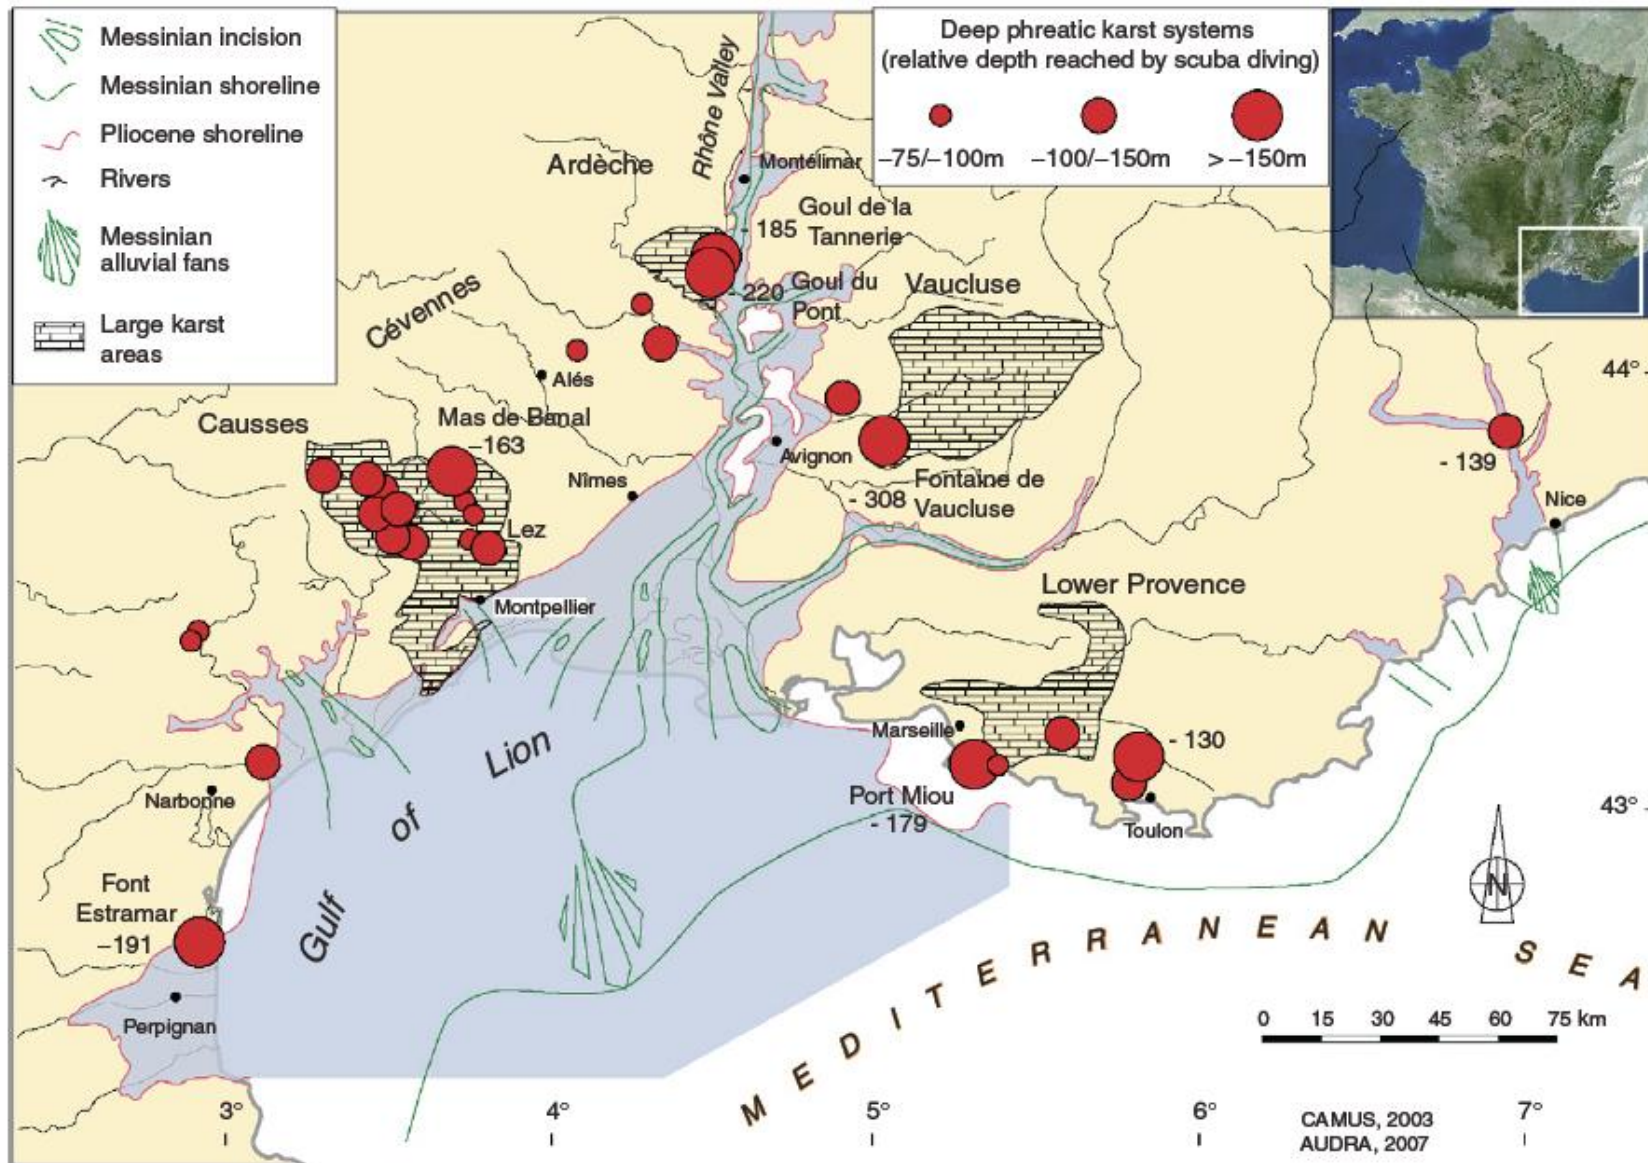 Messinian incision
Messinian shoreline
Pliocene shoreline
Rivers
Messinian
alluvial fans
Large karst
areas
Deep phreatic karst systems
(relative depth reached by scuba diving)
–75/–100m
–100/–150m
> –150m
Rhône Valley
Ardèche
Montélimar
- 185
Goul de la
Tannerie
- 220
Goul du
Pont
Vaucluse
Cévennes
Alés
44°
Causses
Mas de Banal
–163
Avignon
Nîmes
- 308
Fontaine de
Vaucluse
- 139
Nice
Lez
Lower Provence
Montpellier
Marseille
- 130
Port Miou
- 179
Toulon
43°
Narbonne
Gulf of Lion
Font
Estramar
–191
Perpignan
N
MEDITERRANEAN SEA
0 15 30 45 60 75 km
3° 4° 5° 6° 7°
CAMUS, 2003
AUDRA, 2007